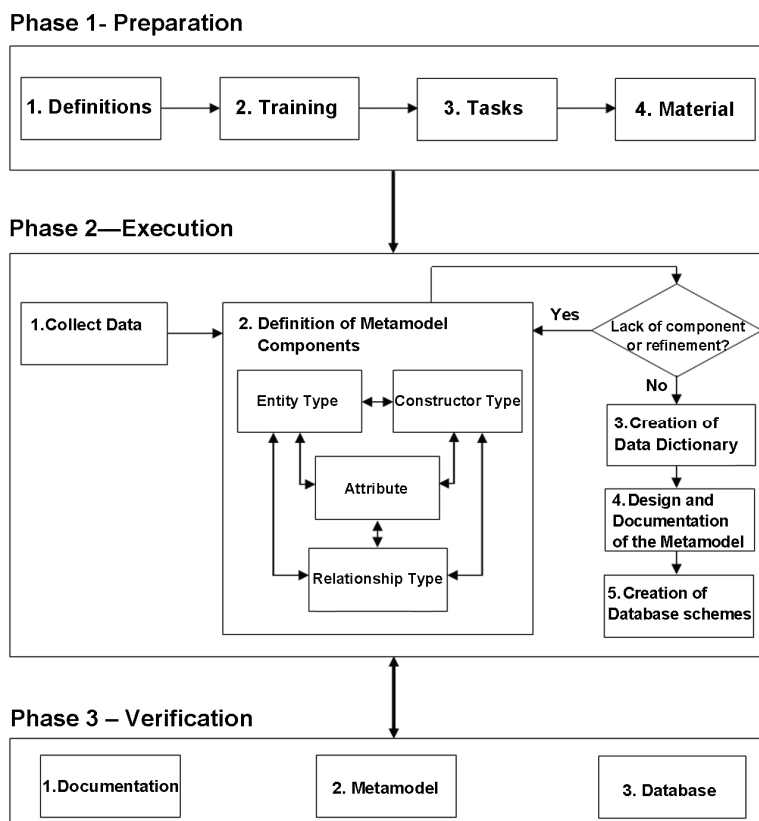 Phase 1- Preparation
1. Definitions
2. Training
3. Tasks
4. Material
Phase 2—Execution
1.Collect Data
2. Definition of Metamodel
Components
Entity Type
Constructor Type
Attribute
Relationship Type
Yes
Lack of component
or refinement?
No
3.Creation of
Data Dictionary
4.Design and
Documentation
of the Metamodel
5.Creation of
Database schemes
Phase 3 – Verification
1.Documentation
2. Metamodel
3. Database